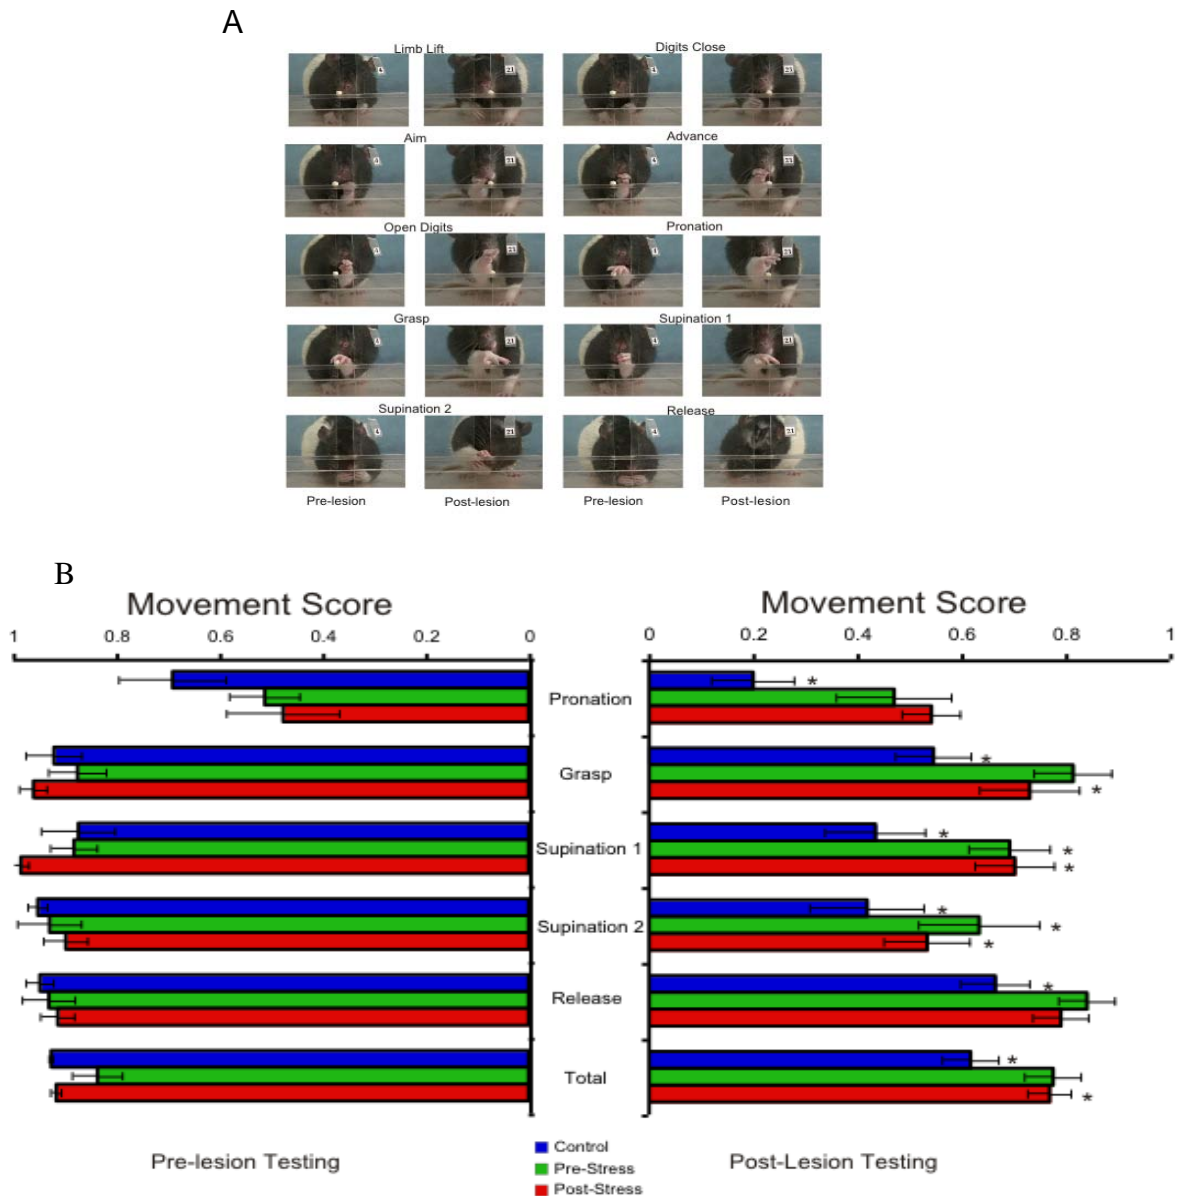 A
Limb Lift
Digits Close
Aim
Advance
Open Digits
Pronation
Grasp
Supination 1
Supination 2
Release
Pre-lesion
Post-lesion
Pre-lesion
Post-lesion
B
Movement Score
Movement Score
1 0.8 0.6 0.4 0.2 0
0 0.2 0.4 0.6 0.8 1
Pronation
*
Grasp
*
*
Supination 1
*
*
*
Supination 2
*
*
*
Release
*
Total
*
*
Pre-lesion Testing
Control
Pre-Stress
Post-Stress
Post-Lesion Testing